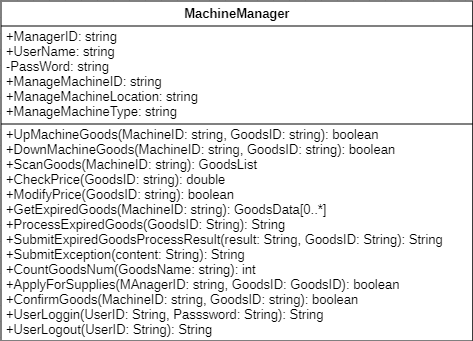 MachineManager
+ManagerID: string
+UserName: string
-PassWord: string
+ManageMachineID: string
+ManageMachineLocation: string
+ManageMachineType: string
+UpMachineGoods(MachineID: string, GoodsID: string): boolean
+DownMachineGoods(MachineID: string, GoodsID: string): boolean
+ScanGoods(MachineID: string): GoodsList
+CheckPrice(GoodsID: string): double
+ModifyPrice(GoodsID: string): boolean
+GetExpiredGoods(MachineID: string): GoodsData[0..*]
+ProcessExpiredGoods(GoodsID: String): String
+SubmitExpiredGoodsProcessResult(result: String, GoodsID: String): String
+SubmitException(content: String): String
+CountGoodsNum(GoodsName: string): int
+ApplyForSupplies(MAnagerID: string, GoodsID: GoodsID): boolean
+ConfirmGoods(MachineID: string, GoodsID: string): boolean
+UserLoggin(UserID: String, Passsword: String): String
+UserLogout(UserID: String): String